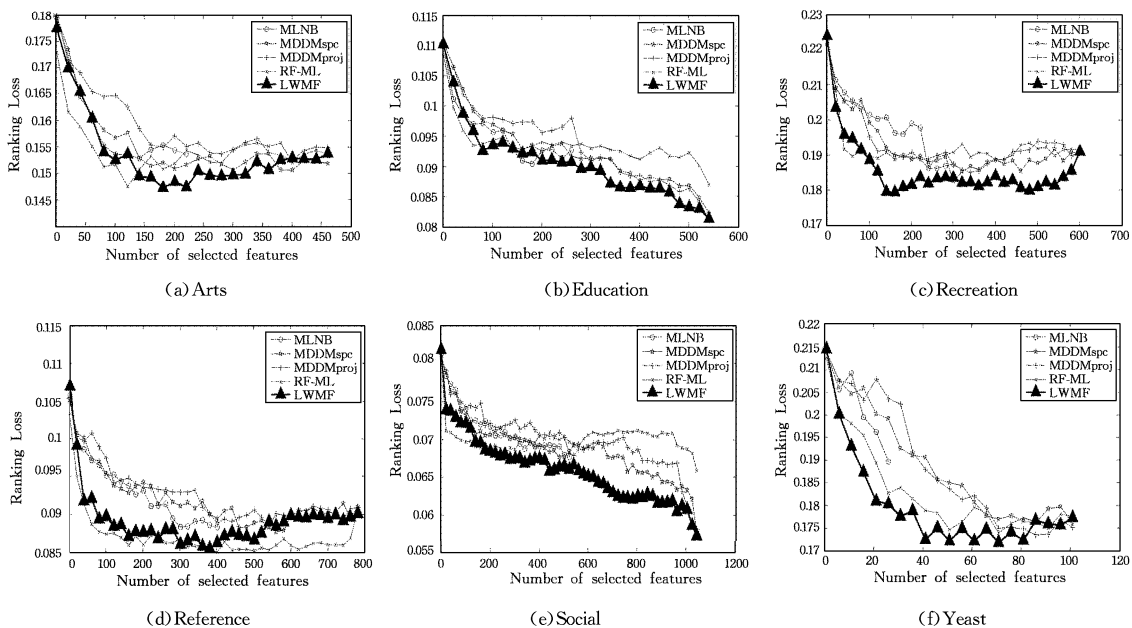 0.18
0.175
0.17
0.165
0.16
0.155
0.15
0.145
Ranking Loss
0 50 100 150 200 250 300 350 400 450 500
Number of selected features
MLNB
MDDMspc
MDDMproj
RF-ML
LWMF
(a)Arts
0.115
0.11
0.105
0.1
0.095
0.09
0.085
0.08
Ranking Loss
0 100 200 300 400 500 600
Number of selected features
MLNB
MDDMspc
MDDMproj
RF-ML
LWMF
(b)Education
0.23
0.22
0.21
0.2
0.19
0.18
0.17
Ranking Loss
0 100 200 300 400 500 600 700
Number of selected features
MLNB
MDDMspc
MDDMproj
RF-ML
LWMF
(c)Recreation
0.115
0.11
0.105
0.1
0.095
0.09
0.085
Ranking Loss
0 100 200 300 400 500 600 700 800
Number of selected features
MLNB
MDDMspc
MDDMproj
RF-ML
LWMF
(d)Reference
0.085
0.08
0.075
0.07
0.065
0.06
0.055
Ranking Loss
0 200 400 600 800 1000 1200
Number of selected features
MLNB
MDDMspc
MDDMproj
RF-ML
LWMF
(e)Social
0.22
0.215
0.21
0.205
0.2
0.195
0.19
0.185
0.18
0.175
0.17
Ranking Loss
0 20 40 60 80 100 120
Number of selected features
MLNB
MDDMspc
MDDMproj
RF-ML
LWMF
(f)Yeast